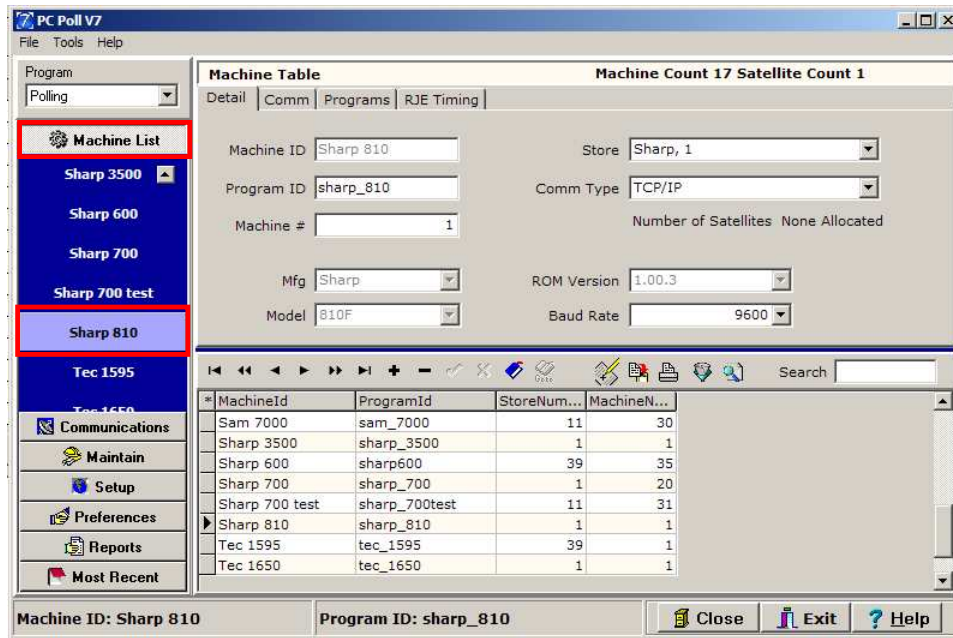 PC Poll V7
File Tools Help
Program
Polling
Machine List
Sharp 3500
Sharp 600
Sharp 700
Sharp 700 test
Sharp 810
Tec 1595
Tec 1650
Communications
Maintain
Setup
Preferences
Reports
Most Recent
Machine Table Machine Count 17 Satellite Count 1
Detail Comm Programs RJE Timing
Machine ID Sharp 810 Store Sharp, 1
Program ID sharp_810 Comm Type TCP/IP
Machine # 1 Number of Satellites None Allocated
Mfg Sharp ROM Version 1.00.3
Model 810F Baud Rate 9600
Search
* MachineId ProgramId StoreNum... MachineN...
Sam 7000 sam_7000 11 30
Sharp 3500 sharp_3500 1 1
Sharp 600 sharp600 39 35
Sharp 700 sharp_700 1 20
Sharp 700 test sharp_700test 11 31
Sharp 810 sharp_810 1 1
Tec 1595 tec_1595 39 1
Tec 1650 tec_1650 1 1
Machine ID: Sharp 810 Program ID: sharp_810 Close Exit ? Help